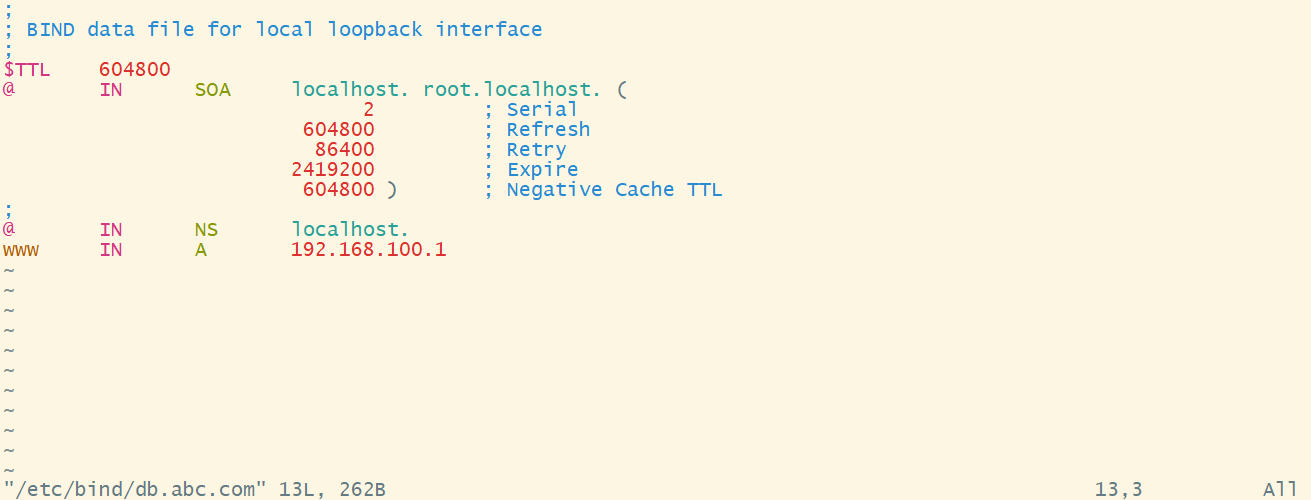 ;
; BIND data file for local loopback interface
;
$TTL    604800
@       IN      SOA     localhost. root.localhost. (
                              2         ; Serial
                         604800         ; Refresh
                          86400         ; Retry
                        2419200         ; Expire
                         604800 )       ; Negative Cache TTL
;
@       IN      NS      localhost.
www     IN      A       192.168.100.1
~
~
~
~
~
~
~
~
~
~
~
"/etc/bind/db.abc.com" 13L, 262B                                                           13,3          All